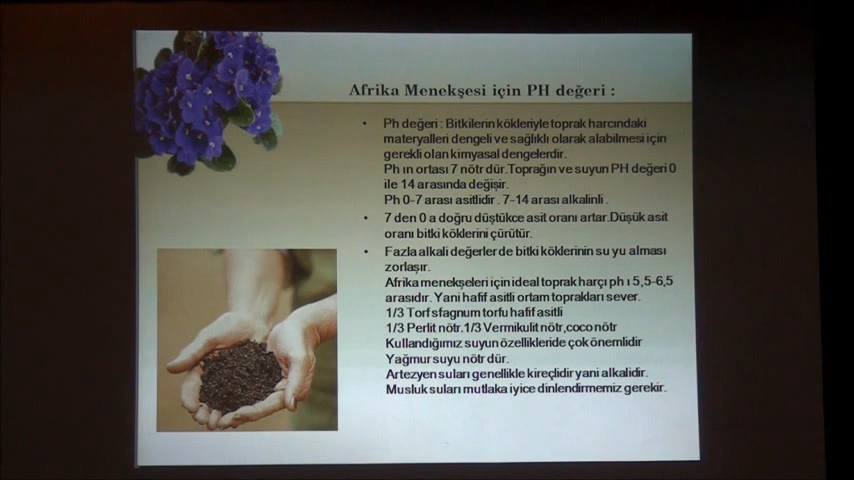 Afrika Menekşesi için PH değeri :
• Ph değeri : Bitkilerin kökleriyle toprak harcındaki
materyalleri dengeli ve sağlıklı olarak alabilmesi için
gerekli olan kimyasal dengelerdir.
Ph ın ortası 7 nötr dür.Toprağın ve suyun PH değeri 0
ile 14 arasında değişir.
Ph 0-7 arası asitlidir . 7-14 arası alkalinli .
• 7 den 0 a doğru düştükce asit oranı artar.Düşük asit
oranı bitki köklerini çürütür.
• Fazla alkali değerler de bitki köklerinin su yu alması
zorlaşır.
Afrika menekşeleri için ideal toprak harçı ph ı 5,5-6,5
arasıdır. Yani hafif asitli ortam toprakları sever.
1/3 Torf sfagnum torfu hafif asitli
1/3 Perlit nötr.1/3 Vermikulit nötr,coco nötr
Kullandığımız suyun özellikleride çok önemlidir
Yağmur suyu nötr dür.
Artezyen suları genellikle kireçlidir yani alkalidir.
Musluk suları mutlaka iyice dinlendirmemiz gerekir.